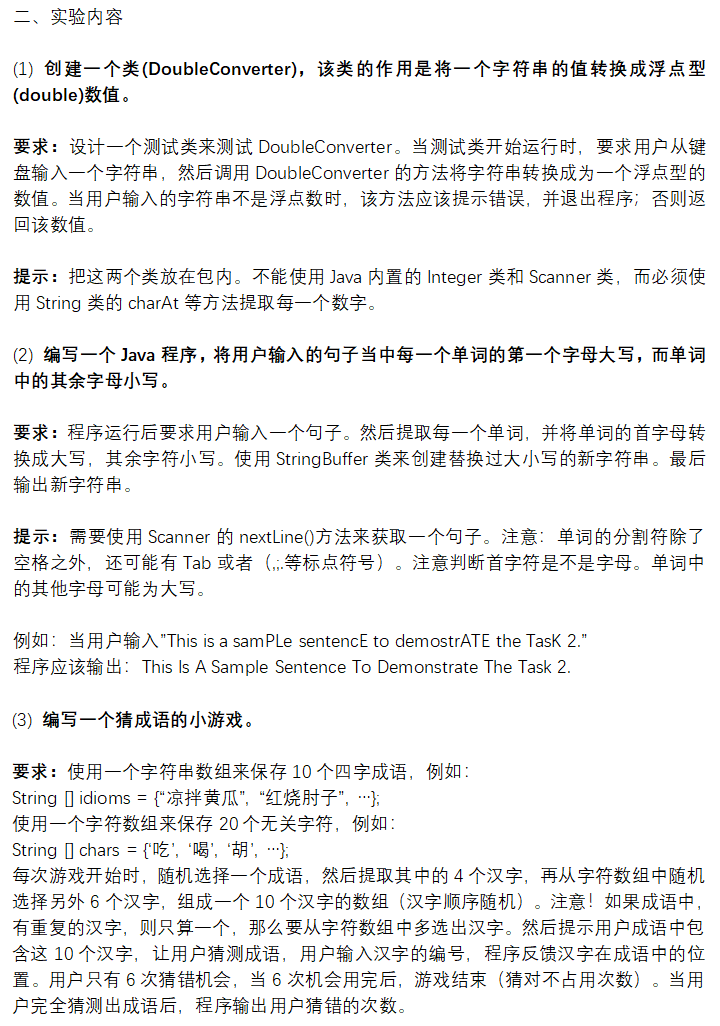 二、实验内容
(1) 创建一个类(DoubleConverter)，该类的作用是将一个字符串的值转换成浮点型
(double)数值。
要求：设计一个测试类来测试 DoubleConverter。当测试类开始运行时，要求用户从键
盘输入一个字符串，然后调用 DoubleConverter 的方法将字符串转换成为一个浮点型的
数值。当用户输入的字符串不是浮点数时，该方法应该提示错误，并退出程序；否则返
回该数值。
提示：把这两个类放在包内。不能使用 Java 内置的 Integer 类和 Scanner 类，而必须使
用 String 类的 charAt 等方法提取每一个数字。
(2) 编写一个 Java 程序，将用户输入的句子当中每一个单词的第一个字母大写，而单词
中的其余字母小写。
要求：程序运行后要求用户输入一个句子。然后提取每一个单词，并将单词的首字母转
换成大写，其余字符小写。使用 StringBuffer 类来创建替换过大小写的新字符串。最后
输出新字符串。
提示：需要使用 Scanner 的 nextLine()方法来获取一个句子。注意：单词的分割符除了
空格之外，还可能有 Tab 或者（,;.等标点符号）。注意判断首字符是不是字母。单词中
的其他字母可能为大写。
例如：当用户输入”This is a samPLe sentencE to demostrATE the TasK 2.”
程序应该输出：This Is A Sample Sentence To Demonstrate The Task 2.
(3) 编写一个猜成语的小游戏。
要求：使用一个字符串数组来保存 10 个四字成语，例如：
String [] idioms = {“凉拌黄瓜”, “红烧肘子”, …};
使用一个字符数组来保存 20 个无关字符，例如：
String [] chars = {‘吃’, ‘喝’, ‘胡’, …};
每次游戏开始时，随机选择一个成语，然后提取其中的 4 个汉字，再从字符数组中随机
选择另外 6 个汉字，组成一个 10 个汉字的数组（汉字顺序随机）。注意！如果成语中，
有重复的汉字，则只算一个，那么要从字符数组中多选出汉字。然后提示用户成语中包
含这 10 个汉字，让用户猜测成语，用户输入汉字的编号，程序反馈汉字在成语中的位
置。用户只有 6 次猜错机会，当 6 次机会用完后，游戏结束（猜对不占用次数）。当用
户完全猜测出成语后，程序输出用户猜错的次数。